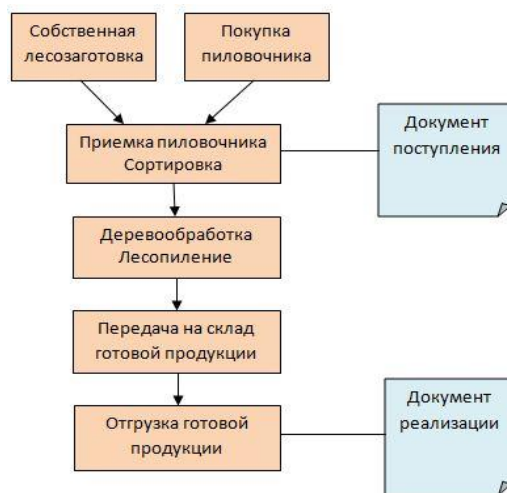 Собственная
лесозаготовка
Покупка
пиловочника
Приемка пиловочника
Сортировка
Документ
поступления
Деревообработка
Лесопиление
Передача на склад
готовой продукции
Отгрузка готовой
продукции
Документ
реализации